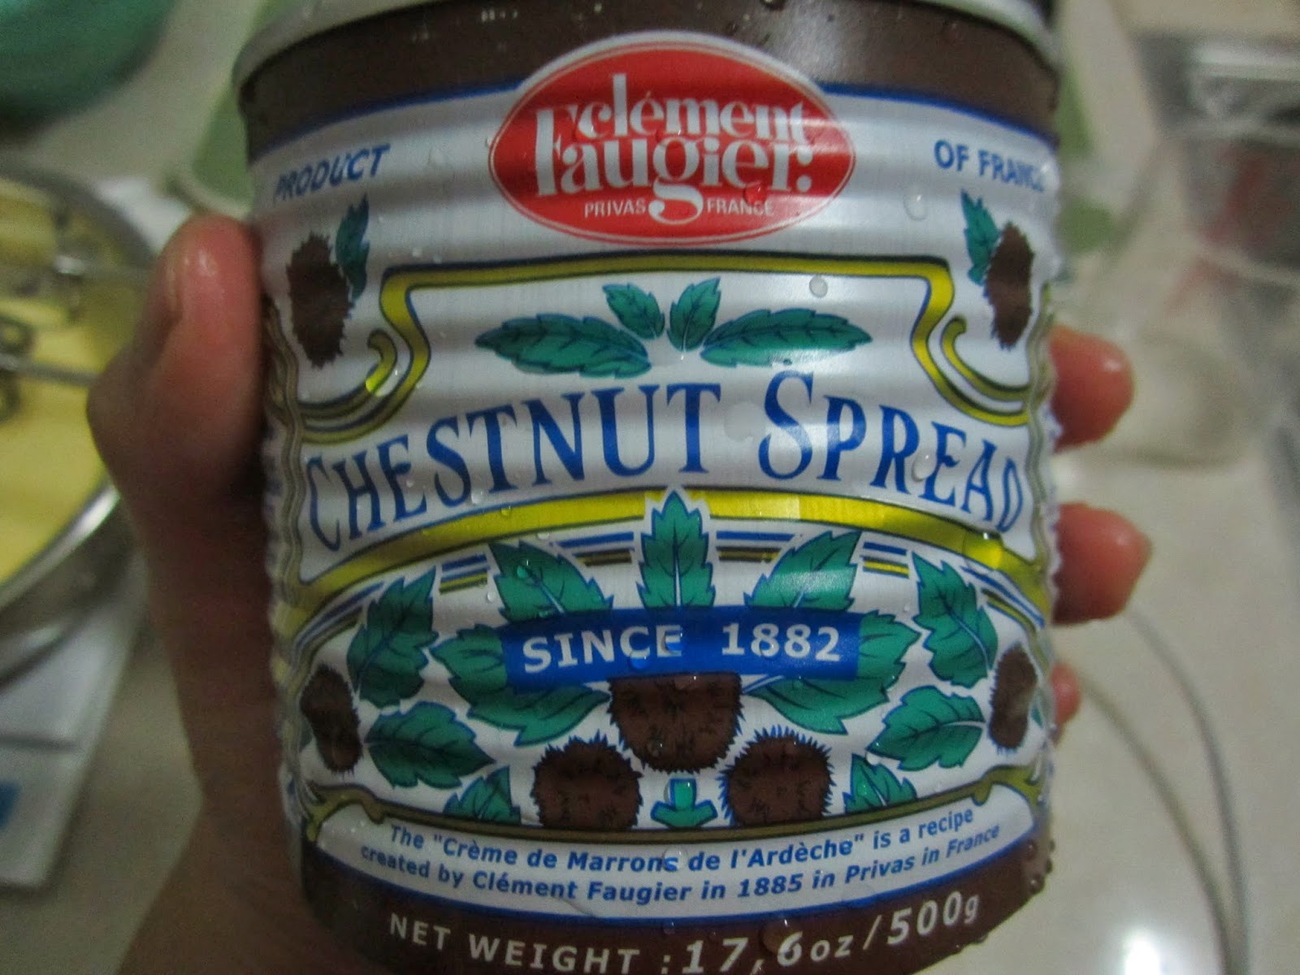 clément
Faugier.
PRIVAS FRANCE
PRODUCT
OF FRANCE
CHESTNUT SPREAD
SINCE 1882
The "Crème de Marrons de l'Ardèche" is a recipe
created by Clément Faugier in 1885 in Privas in France
NET WEIGHT : 17,6oz/500g